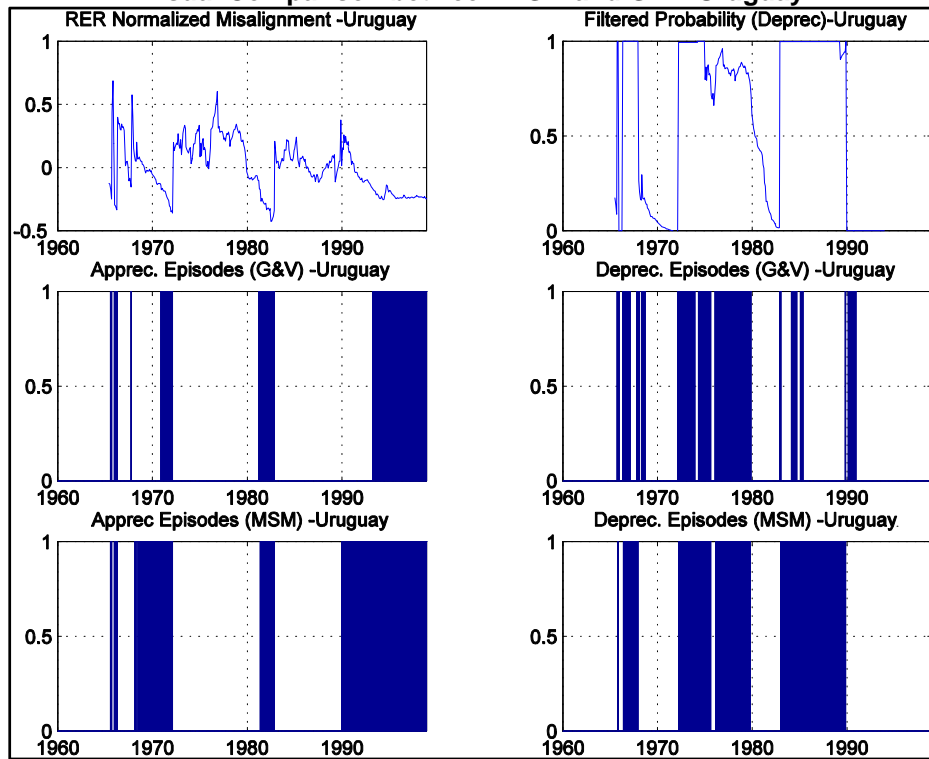 RER Normalized Misalignment -Uruguay
1
0.5
0
-0.5
1960 1970 1980 1990
Filtered Probability (Deprec)-Uruguay
1
0.5
0
1960 1970 1980 1990
Apprec. Episodes (G&V) -Uruguay
1
0.5
0
1960 1970 1980 1990
Deprec. Episodes (G&V) -Uruguay
1
0.5
0
1960 1970 1980 1990
Apprec Episodes (MSM) -Uruguay
1
0.5
0
1960 1970 1980 1990
Deprec. Episodes (MSM) -Uruguay
1
0.5
0
1960 1970 1980 1990